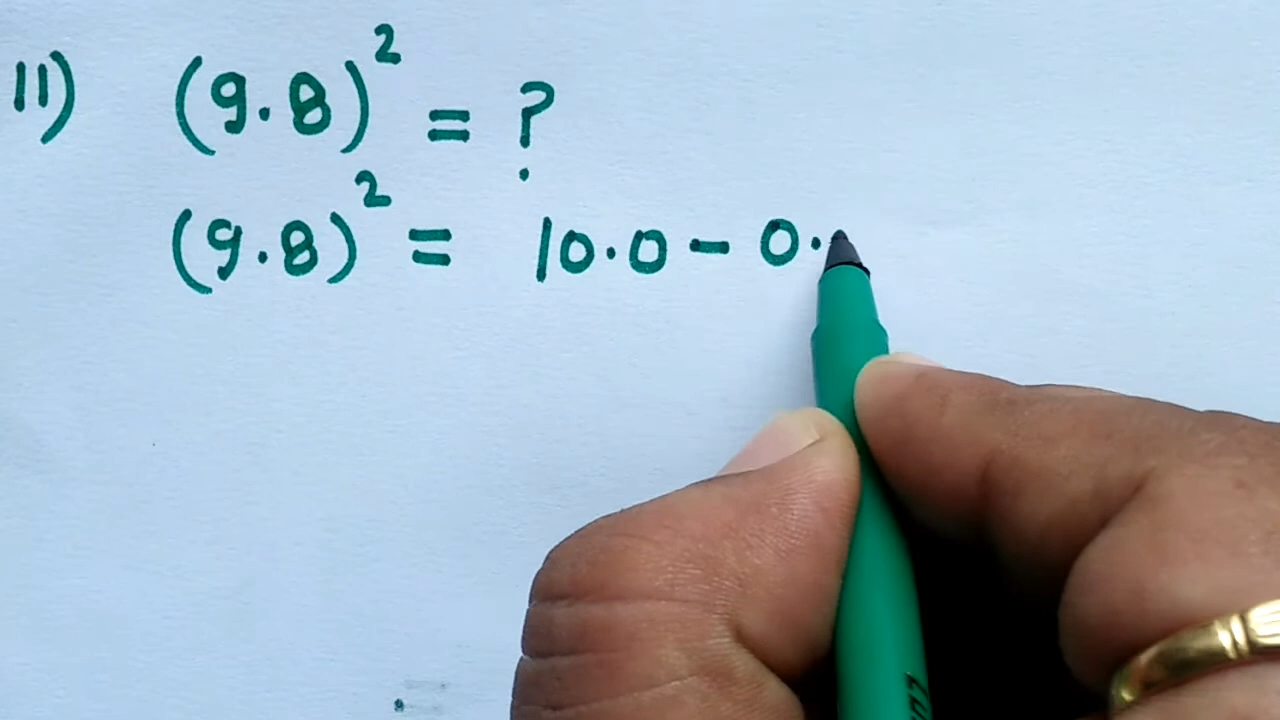 11) (9.8)² = ?
(9.8)² = 10.0 - 0.